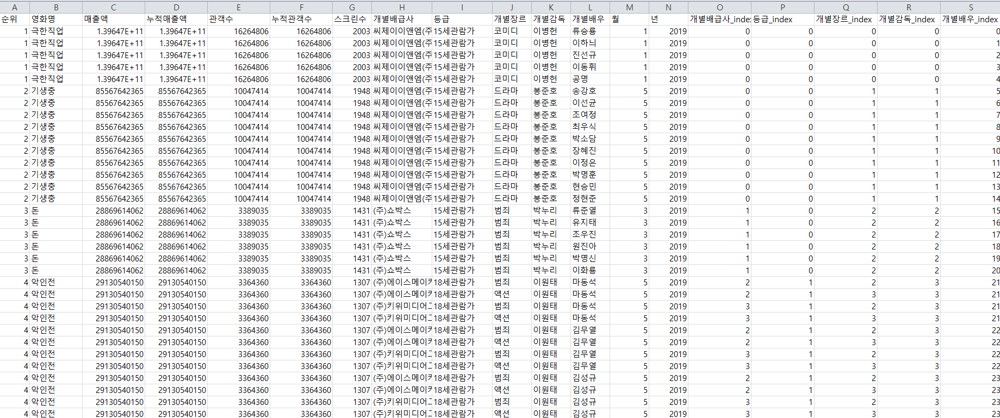 A B C D E F G H I J K L M N O P Q R S
순위 영화명 매출액 누적매출액 관객수 누적관객수 스크린수 개별배급사 등급 개별장르 개별감독 개별배우 월 년 개별배급사_index 등급_index 개별장르_index 개별감독_index 개별배우_index
1 극한직업 1.39647E+11 1.39647E+11 16264806 16264806 2003 씨제이이앤엠(주 15세관람가 코미디 이병헌 류승룡 1 2019 0 0 0 0 0
1 극한직업 1.39647E+11 1.39647E+11 16264806 16264806 2003 씨제이이앤엠(주 15세관람가 코미디 이병헌 이하늬 1 2019 0 0 0 0 1
1 극한직업 1.39647E+11 1.39647E+11 16264806 16264806 2003 씨제이이앤엠(주 15세관람가 코미디 이병헌 진선규 1 2019 0 0 0 0 2
1 극한직업 1.39647E+11 1.39647E+11 16264806 16264806 2003 씨제이이앤엠(주 15세관람가 코미디 이병헌 이동휘 1 2019 0 0 0 0 3
1 극한직업 1.39647E+11 1.39647E+11 16264806 16264806 2003 씨제이이앤엠(주 15세관람가 코미디 이병헌 공명 1 2019 0 0 0 0 4
2 기생충 85567642365 85567642365 10047414 10047414 1948 씨제이이앤엠(주 15세관람가 드라마 봉준호 송강호 5 2019 0 0 1 1 5
2 기생충 85567642365 85567642365 10047414 10047414 1948 씨제이이앤엠(주 15세관람가 드라마 봉준호 이선균 5 2019 0 0 1 1 6
2 기생충 85567642365 85567642365 10047414 10047414 1948 씨제이이앤엠(주 15세관람가 드라마 봉준호 조여정 5 2019 0 0 1 1 7
2 기생충 85567642365 85567642365 10047414 10047414 1948 씨제이이앤엠(주 15세관람가 드라마 봉준호 최우식 5 2019 0 0 1 1 8
2 기생충 85567642365 85567642365 10047414 10047414 1948 씨제이이앤엠(주 15세관람가 드라마 봉준호 박소담 5 2019 0 0 1 1 9
2 기생충 85567642365 85567642365 10047414 10047414 1948 씨제이이앤엠(주 15세관람가 드라마 봉준호 장혜진 5 2019 0 0 1 1 10
2 기생충 85567642365 85567642365 10047414 10047414 1948 씨제이이앤엠(주 15세관람가 드라마 봉준호 이정은 5 2019 0 0 1 1 11
2 기생충 85567642365 85567642365 10047414 10047414 1948 씨제이이앤엠(주 15세관람가 드라마 봉준호 박명훈 5 2019 0 0 1 1 12
2 기생충 85567642365 85567642365 10047414 10047414 1948 씨제이이앤엠(주 15세관람가 드라마 봉준호 현승민 5 2019 0 0 1 1 13
2 기생충 85567642365 85567642365 10047414 10047414 1948 씨제이이앤엠(주 15세관람가 드라마 봉준호 정현준 5 2019 0 0 1 1 14
3 돈 28869614062 28869614062 3389035 3389035 1431 (주)쇼박스 15세관람가 범죄 박누리 류준열 3 2019 1 0 2 2 15
3 돈 28869614062 28869614062 3389035 3389035 1431 (주)쇼박스 15세관람가 범죄 박누리 유지태 3 2019 1 0 2 2 16
3 돈 28869614062 28869614062 3389035 3389035 1431 (주)쇼박스 15세관람가 범죄 박누리 조우진 3 2019 1 0 2 2 17
3 돈 28869614062 28869614062 3389035 3389035 1431 (주)쇼박스 15세관람가 범죄 박누리 원진아 3 2019 1 0 2 2 18
3 돈 28869614062 28869614062 3389035 3389035 1431 (주)쇼박스 15세관람가 범죄 박누리 박명신 3 2019 1 0 2 2 19
3 돈 28869614062 28869614062 3389035 3389035 1431 (주)쇼박스 15세관람가 범죄 박누리 이화룡 3 2019 1 0 2 2 20
4 악인전 29130540150 29130540150 3364360 3364360 1307 (주)에이스메이커 18세관람가 범죄 이원태 마동석 5 2019 2 1 2 3 21
4 악인전 29130540150 29130540150 3364360 3364360 1307 (주)에이스메이커 18세관람가 액션 이원태 마동석 5 2019 2 1 3 3 21
4 악인전 29130540150 29130540150 3364360 3364360 1307 (주)키위미디어그 18세관람가 범죄 이원태 마동석 5 2019 3 1 2 3 21
4 악인전 29130540150 29130540150 3364360 3364360 1307 (주)키위미디어그 18세관람가 액션 이원태 마동석 5 2019 3 1 3 3 21
4 악인전 29130540150 29130540150 3364360 3364360 1307 (주)에이스메이커 18세관람가 범죄 이원태 김무열 5 2019 2 1 2 3 22
4 악인전 29130540150 29130540150 3364360 3364360 1307 (주)에이스메이커 18세관람가 액션 이원태 김무열 5 2019 2 1 3 3 22
4 악인전 29130540150 29130540150 3364360 3364360 1307 (주)키위미디어그 18세관람가 범죄 이원태 김무열 5 2019 3 1 2 3 22
4 악인전 29130540150 29130540150 3364360 3364360 1307 (주)키위미디어그 18세관람가 액션 이원태 김무열 5 2019 3 1 3 3 22
4 악인전 29130540150 29130540150 3364360 3364360 1307 (주)에이스메이커 18세관람가 범죄 이원태 김성규 5 2019 2 1 2 3 23
4 악인전 29130540150 29130540150 3364360 3364360 1307 (주)에이스메이커 18세관람가 액션 이원태 김성규 5 2019 2 1 3 3 23
4 악인전 29130540150 29130540150 3364360 3364360 1307 (주)키위미디어그 18세관람가 범죄 이원태 김성규 5 2019 3 1 2 3 23
4 악인전 29130540150 29130540150 3364360 3364360 1307 (주)키위미디어그 18세관람가 액션 이원태 김성규 5 2019 3 1 3 3 23